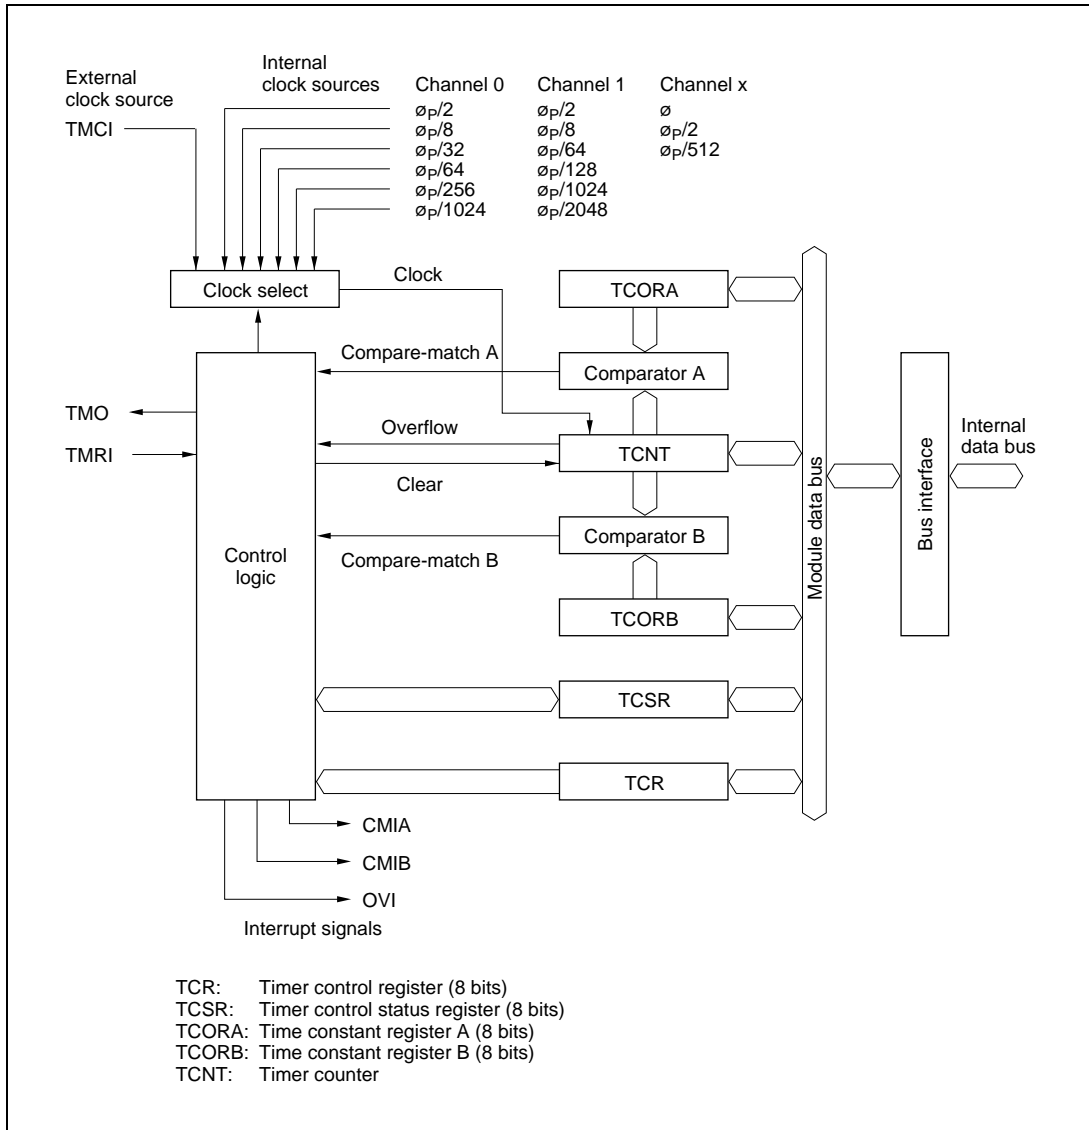 External
clock source
TMCI
Internal
clock sources
Channel 0
øP/2
øP/8
øP/32
øP/64
øP/256
øP/1024
Channel 1
øP/2
øP/8
øP/64
øP/128
øP/1024
øP/2048
Channel x
ø
øP/2
øP/512
Clock select
Clock
TCORA
Compare-match A
Comparator A
TMO
TMRI
Overflow
TCNT
Clear
Comparator B
Compare-match B
Control
logic
TCORB
TCSR
TCR
Module data bus
Bus interface
Internal
data bus
CMIA
CMIB
OVI
Interrupt signals
TCR: Timer control register (8 bits)
TCSR: Timer control status register (8 bits)
TCORA: Time constant register A (8 bits)
TCORB: Time constant register B (8 bits)
TCNT: Timer counter